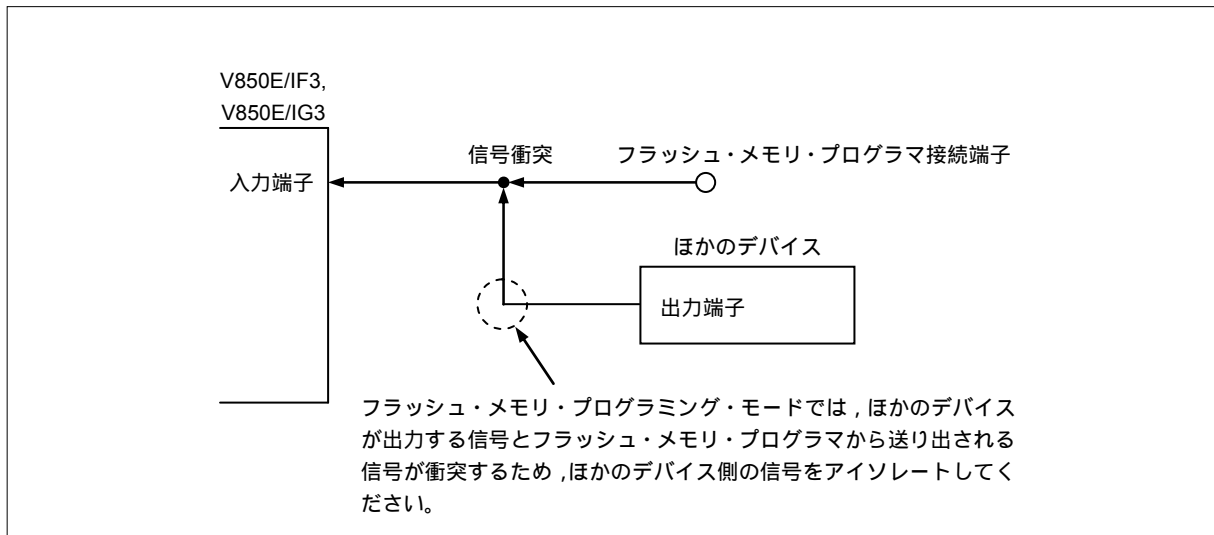 V850E/IF3,
V850E/IG3
信号衝突
フラッシュ・メモリ・プログラマ接続端子
入力端子
ほかのデバイス
出力端子
フラッシュ・メモリ・プログラミング・モードでは，ほかのデバイス
が出力する信号とフラッシュ・メモリ・プログラマから送り出される
信号が衝突するため，ほかのデバイス側の信号をアイソレートしてく
ださい。